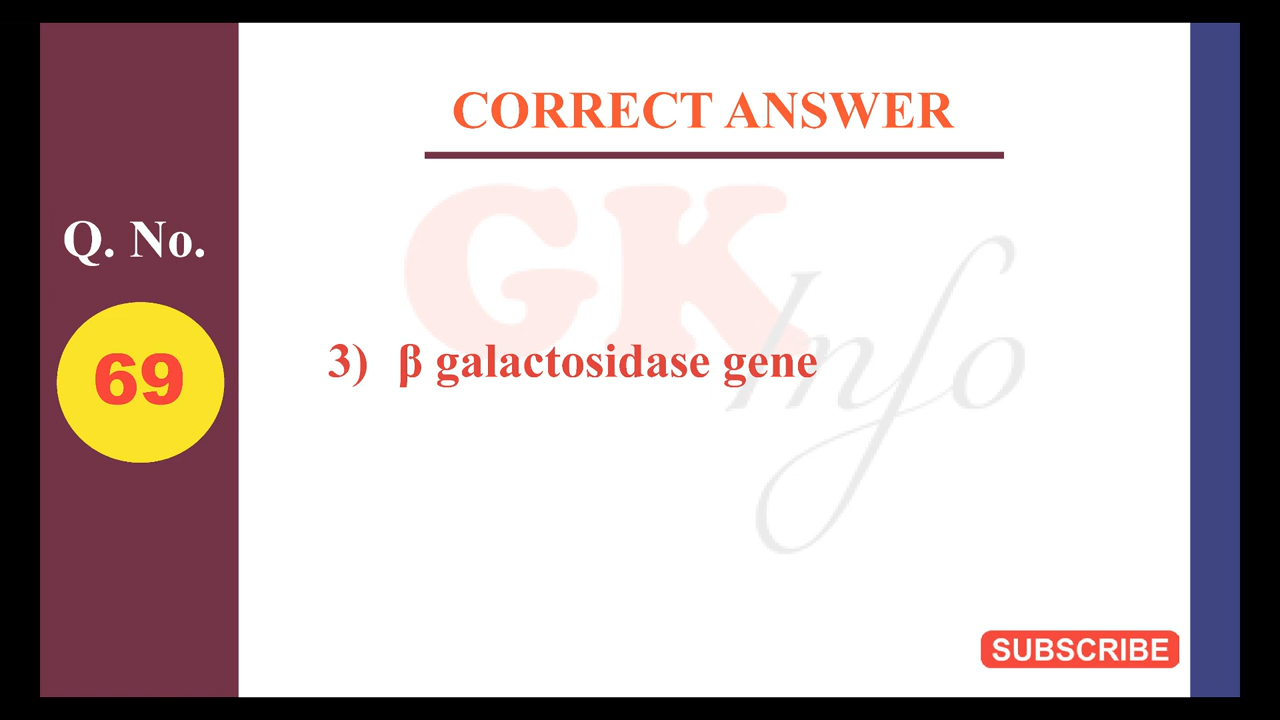 CORRECT ANSWER
GK
Info
Q. No.
69
3) β galactosidase gene
SUBSCRIBE